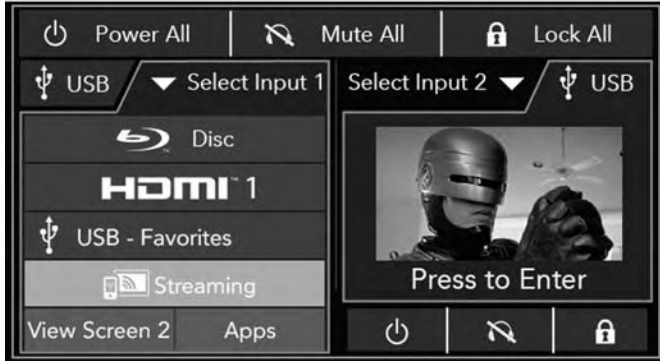 Power All Mute All Lock All
USB Select Input 1 Select Input 2 USB
Disc
HDMI™ 1
USB - Favorites
Streaming
Press to Enter
View Screen 2 Apps